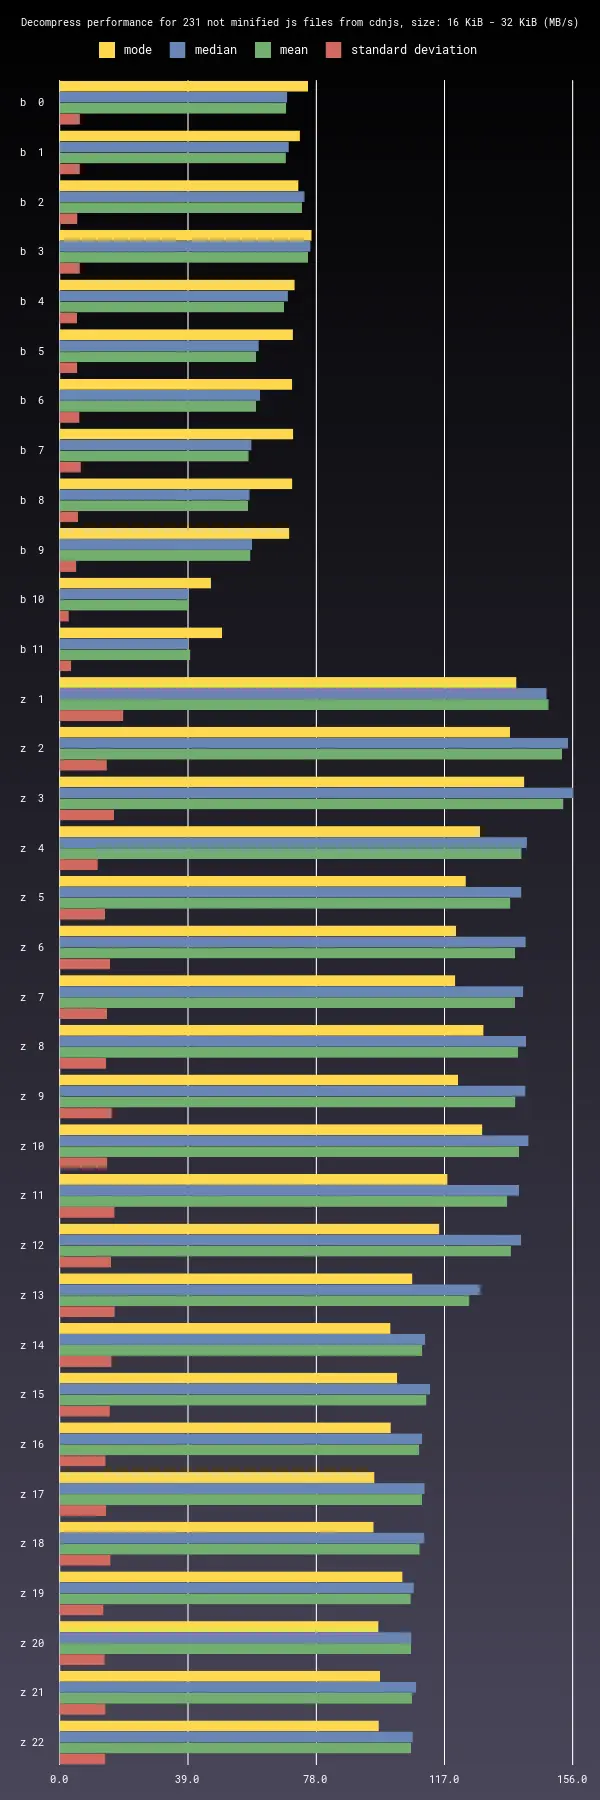 Decompress performance for 231 not minified js files from cdnjs, size: 16 KiB - 32 KiB (MB/s)
mode median mean standard deviation
b 0
b 1
b 2
b 3
b 4
b 5
b 6
b 7
b 8
b 9
b 10
b 11
z 1
z 2
z 3
z 4
z 5
z 6
z 7
z 8
z 9
z 10
z 11
z 12
z 13
z 14
z 15
z 16
z 17
z 18
z 19
z 20
z 21
z 22
0.0 39.0 78.0 117.0 156.0